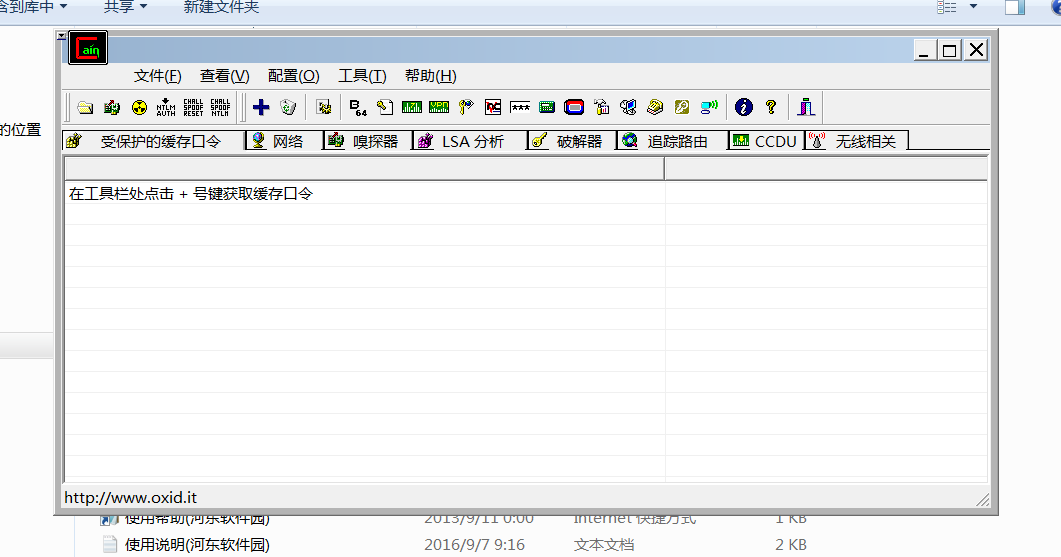 含到库中 共享 新建文件夹
Cain
文件(F) 查看(V) 配置(O) 工具(T) 帮助(H)
NTLM AUTH CHALL SPOOF RESET CHALL SPOOF NTLM B 64 VPN
的位置
受保护的缓存口令 网络 嗅探器 LSA 分析 破解器 追踪路由 CCDU 无线相关
在工具栏处点击 + 号键获取缓存口令
http://www.oxid.it
使用帮助(河东软件园) 2013/9/11 0:00 Internet 快捷方式 1 KB
使用说明(河东软件园) 2016/9/7 9:16 文本文档 2 KB